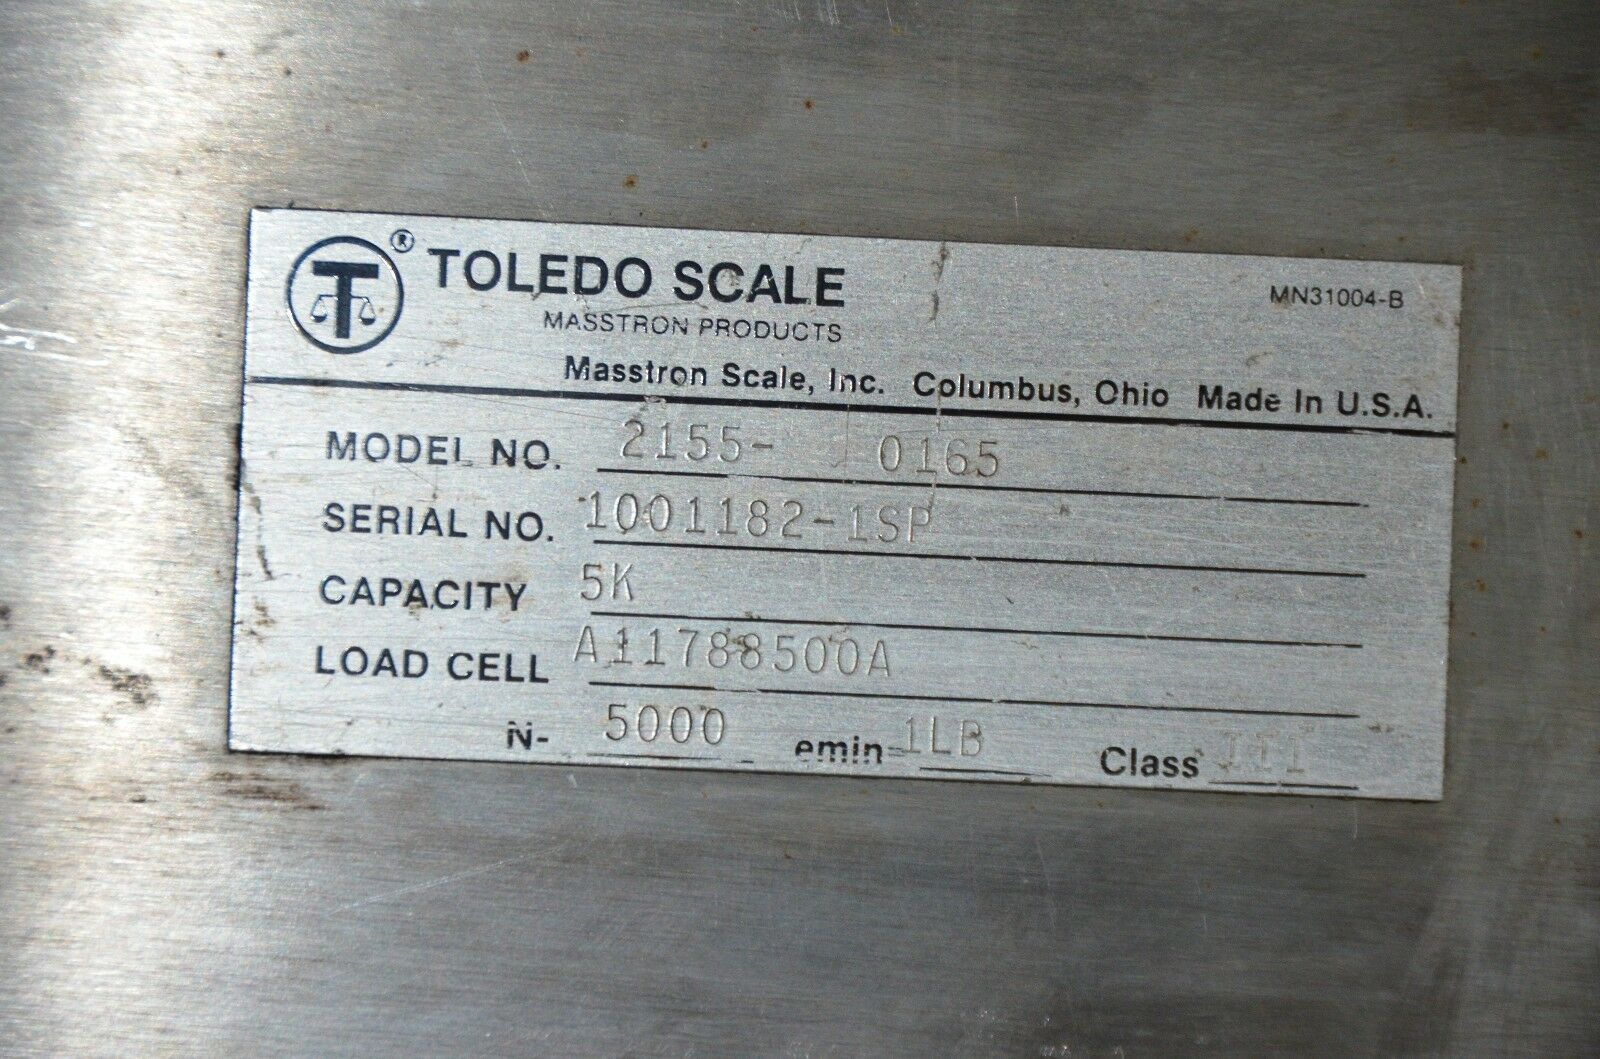 T ®
TOLEDO SCALE
MN31004-B
MASSTRON PRODUCTS
Masstron Scale, Inc. Columbus, Ohio Made In U.S.A.
MODEL NO. 2155- 0165
SERIAL NO. 1001182-1SP
CAPACITY 5K
LOAD CELL A11788500A
N- 5000 emin-1LB Class III